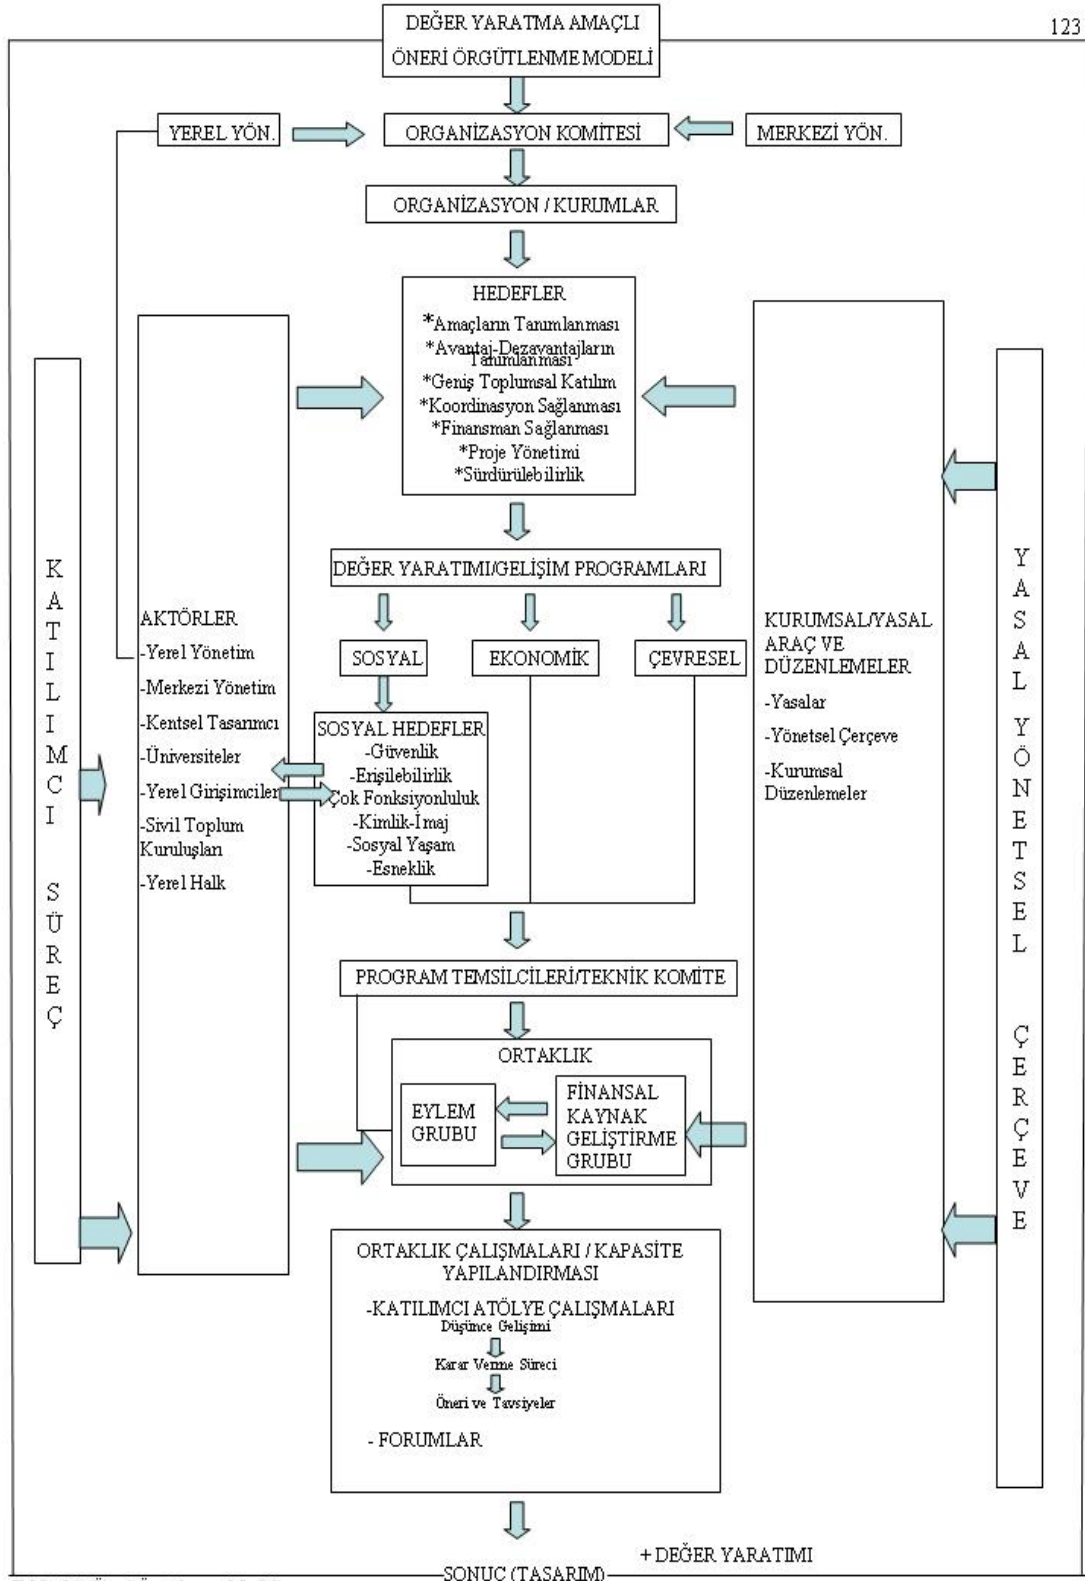 123
DEĞER YARATMA AMAÇLI
ÖNERİ ÖRGÜTLENME MODELİ
YEREL YÖN.
ORGANİZASYON KOMİTESİ
MERKEZİ YÖN.
ORGANİZASYON / KURUMLAR
HEDEFLER
*Amaçların Tanımlanması
*Avantaj-Dezavantajların
Tanımlanması
*Geniş Toplumsal Katılım
*Koordinasyon Sağlanması
*Finansman Sağlanması
*Proje Yönetimi
*Sürdürülebilirlik
KATILIMCI SÜREÇ
AKTÖRLER
-Yerel Yönetim
-Merkezi Yönetim
-Kentsel Tasarımcı
-Üniversiteler
-Yerel Girişimciler
-Sivil Toplum
Kuruluşları
-Yerel Halk
DEĞER YARATIMI/GELİŞİM PROGRAMLARI
SOSYAL
EKONOMİK
ÇEVRESEL
SOSYAL HEDEFLER
-Güvenlik
-Erişilebilirlik
Çok Fonksiyonluluk
-Kimlik-İmaj
-Sosyal Yaşam
-Esneklik
KURUMSAL/YASAL
ARAÇ VE
DÜZENLEMELER
-Yasalar
-Yönetsel Çerçeve
-Kurumsal
Düzenlemeler
YASAL YÖNETSEL ÇERÇEVE
PROGRAM TEMSİLCİLERİ/TEKNİK KOMİTE
ORTAKLIK
EYLEM
GRUBU
FİNANSAL
KAYNAK
GELİŞTİRME
GRUBU
ORTAKLIK ÇALIŞMALARI / KAPASİTE
YAPILANDIRMASI
-KATILIMCI ATÖLYE ÇALIŞMALARI
Düşünce Gelişimi
Karar Verme Süreci
Öneri ve Tavsiyeler
- FORUMLAR
+ DEĞER YARATIMI
SONUÇ (TASARIM)